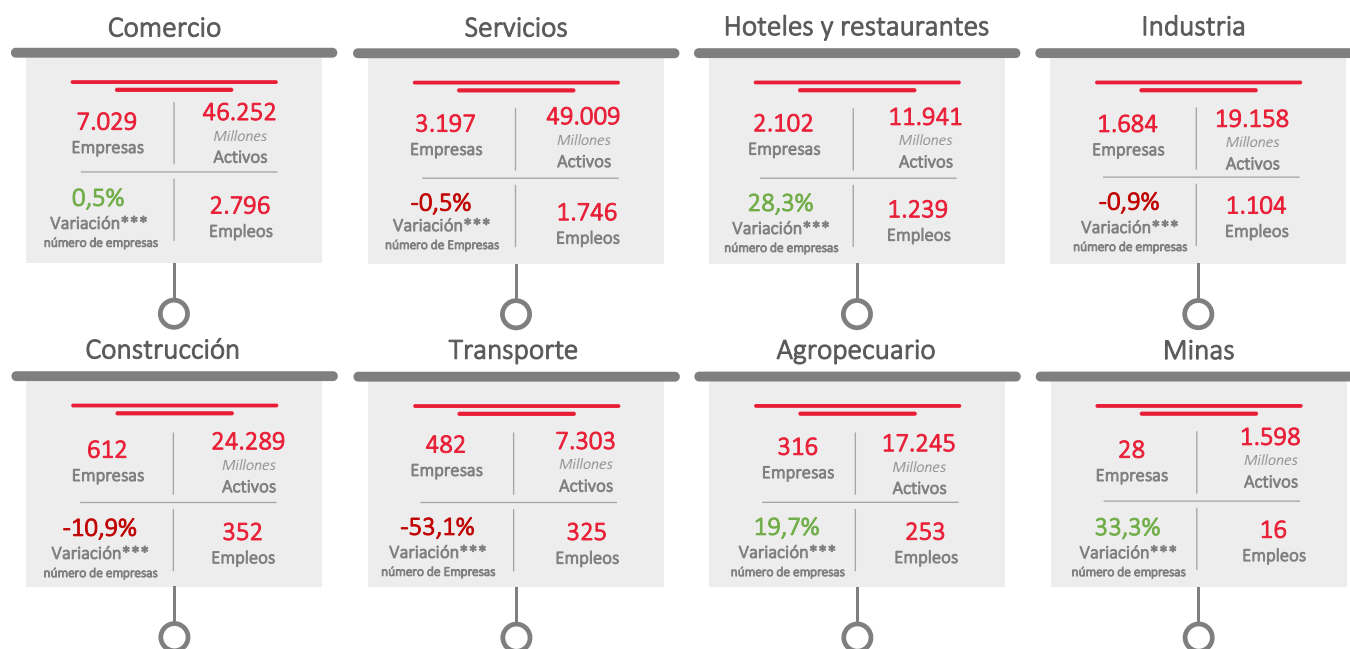 Comercio
7.029
Empresas
46.252
Millones
Activos
0,5%
Variación***
número de empresas
2.796
Empleos
Servicios
3.197
Empresas
49.009
Millones
Activos
-0,5%
Variación***
número de Empresas
1.746
Empleos
Hoteles y restaurantes
2.102
Empresas
11.941
Millones
Activos
28,3%
Variación***
número de empresas
1.239
Empleos
Industria
1.684
Empresas
19.158
Millones
Activos
-0,9%
Variación***
número de empresas
1.104
Empleos
Construcción
612
Empresas
24.289
Millones
Activos
-10,9%
Variación***
número de empresas
352
Empleos
Transporte
482
Empresas
7.303
Millones
Activos
-53,1%
Variación***
número de Empresas
325
Empleos
Agropecuario
316
Empresas
17.245
Millones
Activos
19,7%
Variación***
número de empresas
253
Empleos
Minas
28
Empresas
1.598
Millones
Activos
33,3%
Variación***
número de empresas
16
Empleos